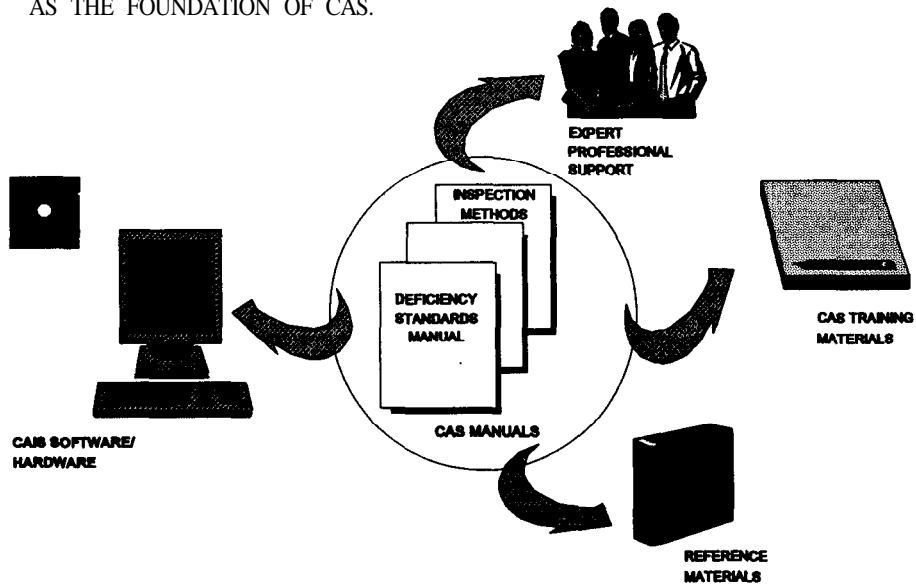 AS THE FOUNDATION OF CAS.
EXPERT
PROFESSIONAL
SUPPORT
INSPECTION
METHODS
DEFICIENCY
STANDARDS
MANUAL
CAS MANUALS
CAS TRAINING
MATERIALS
CAIS SOFTWARE/
HARDWARE
REFERENCE
MATERIALS